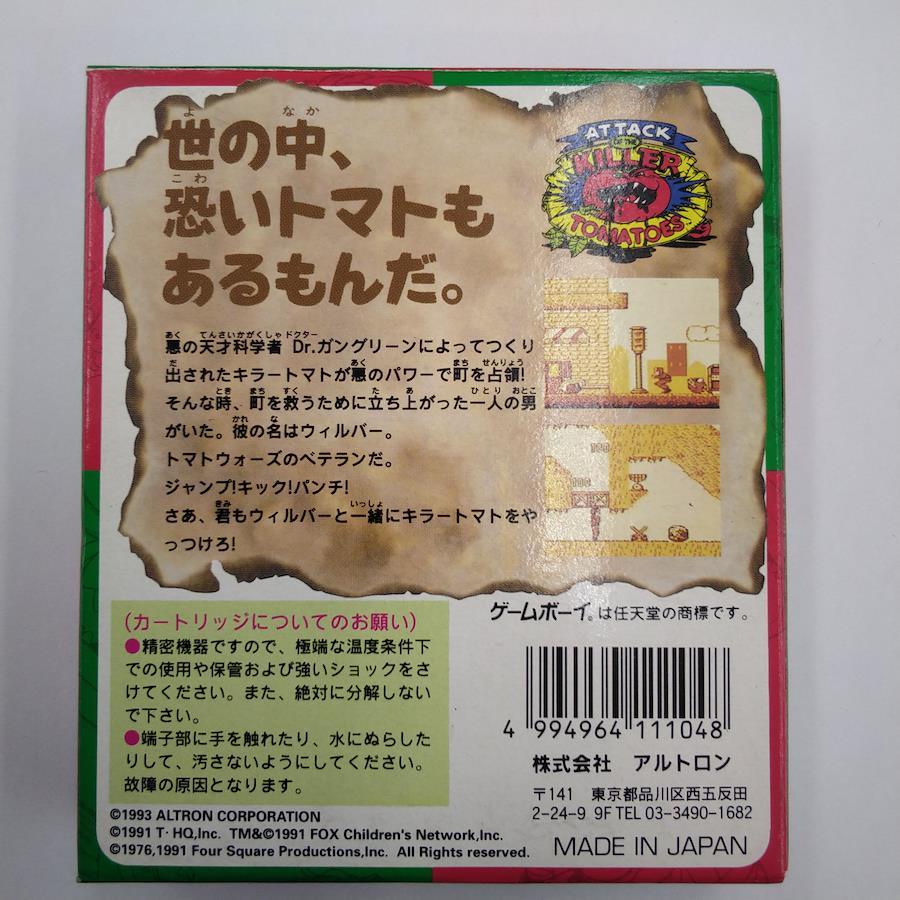 世の中、
恐いトマトも
あるもんだ。
ATTACK
OF THE
KILLER
TOMATOES
悪の天才科学者 Dr.ガングリーンによってつくり
出されたキラートマトが悪のパワーで町を占領!
そんな時、町を救うために立ち上がった一人の男
がいた。彼の名はウィルバー。
トマトウォーズのベテランだ。
ジャンプ!キック!パンチ!
さあ、君もウィルバーと一緒にキラートマトをや
っつけろ!
(カートリッジについてのお願い)
●精密機器ですので、極端な温度条件下
での使用や保管および強いショックをさ
けてください。また、絶対に分解しない
で下さい。
●端子部に手を触れたり、水にぬらした
りして、汚さないようにしてください。
故障の原因となります。
ゲームボーイ®は任天堂の商標です。
4 994964 111048
株式会社 アルトロン
〒141 東京都品川区西五反田
2-24-9 9F TEL 03-3490-1682
©1993 ALTRON CORPORATION
©1991 T・HQ,Inc. TM&©1991 FOX Children's Network,Inc.
©1976,1991 Four Square Productions,Inc. All Rights reserved.
MADE IN JAPAN